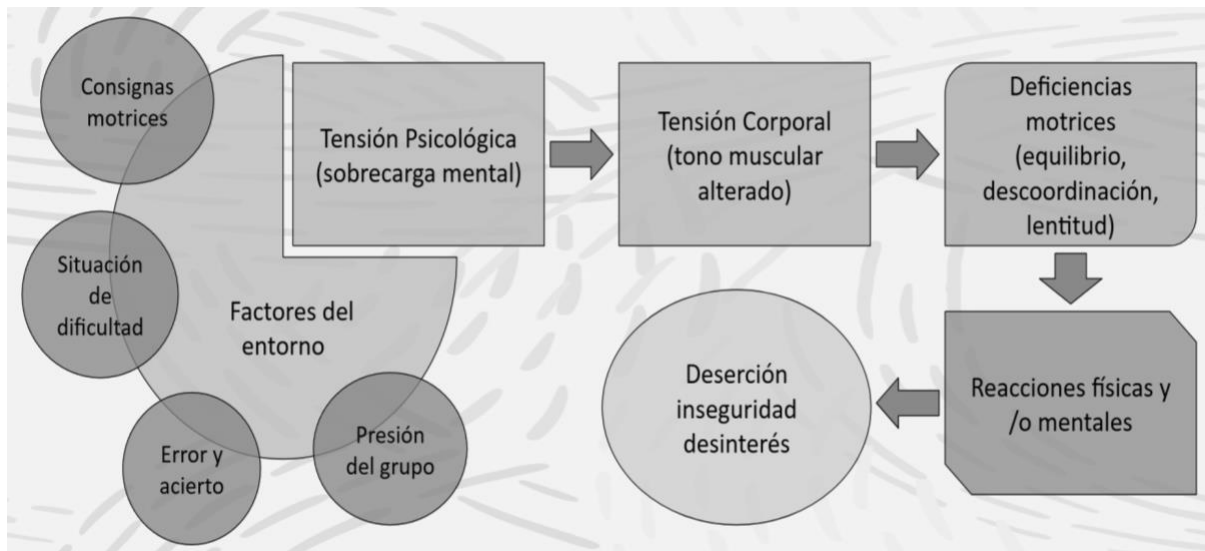 Consignas
motrices
Situación
de
dificultad
Error y
acierto
Presión
del grupo
Factores del
entorno
Tensión Psicológica
(sobrecarga mental)
Tensión Corporal
(tono muscular
alterado)
Deficiencias
motrices
(equilibrio,
descoordinación,
lentitud)
Reacciones físicas y
/o mentales
Deserción
inseguridad
desinterés